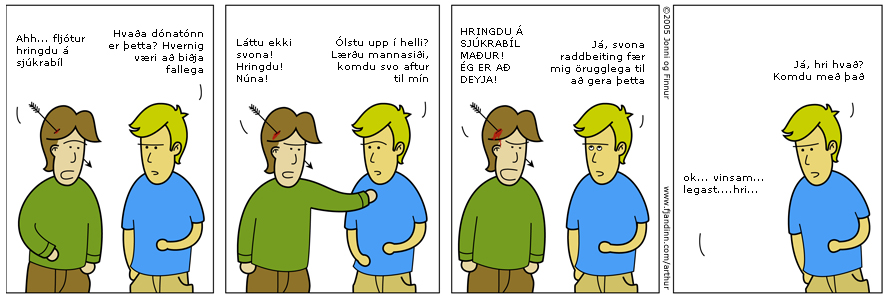 Ahh... fljótur
hringdu á
sjúkrabíl
Hvaða dónatónn
er þetta? Hvernig
væri að biðja
fallega
Láttu ekki
svona!
Hringdu!
Núna!
Ólstu upp í helli?
Lærðu mannasiði,
komdu svo aftur
til mín
HRINGDU Á
SJÚKRABÍL
MAÐUR!
ÉG ER AÐ
DEYJA!
Já, svona
raddbeiting fær
mig örugglega til
að gera þetta
©2005 Jonni og Finnur
www.fjandinn.com/arthur
Já, hri hvað?
Komdu með það
ok... vinsam...
legast....hri...